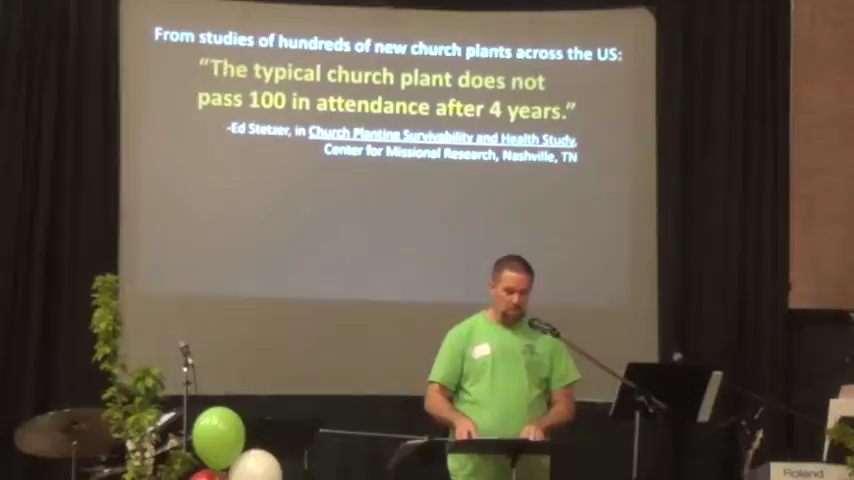 From studies of hundreds of new church plants across the US:
“The typical church plant does not
pass 100 in attendance after 4 years.”
-Ed Stetzer, in Church Planting Survivability and Health Study,
Center for Missional Research, Nashville, TN
Roland